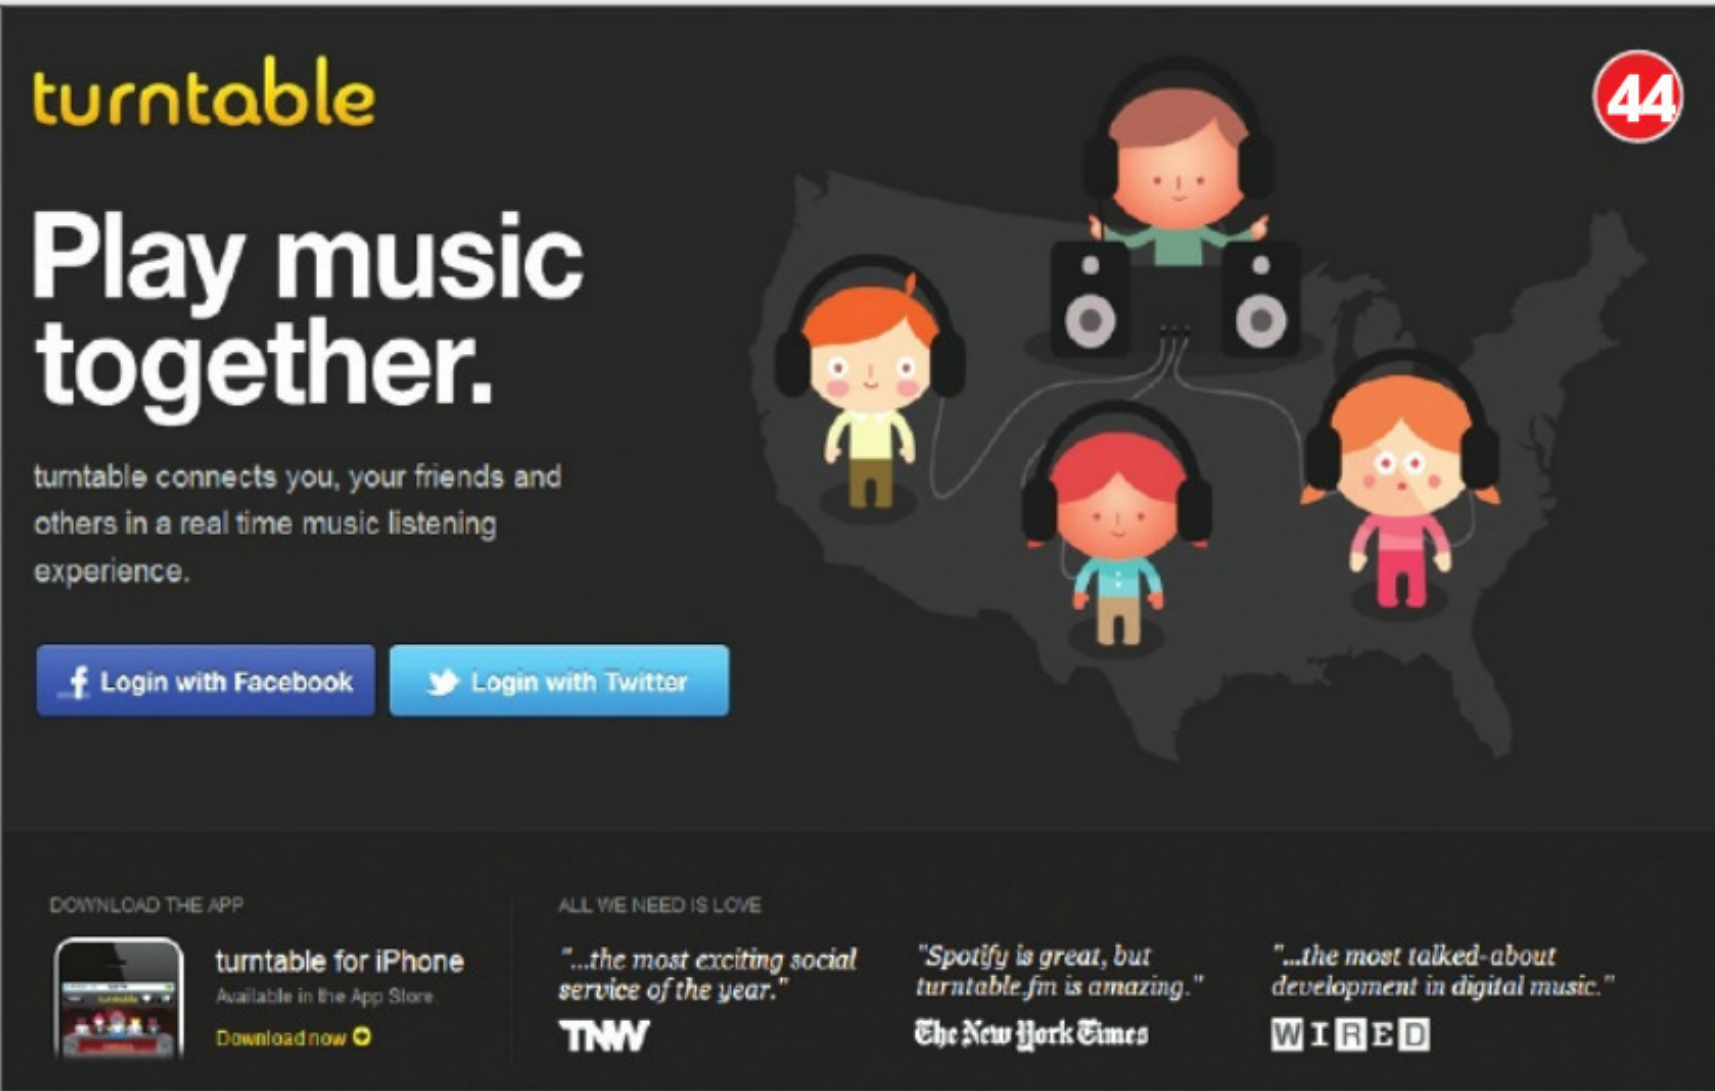 turntable
44
Play music
together.
turntable connects you, your friends and
others in a real time music listening
experience.
f Login with Facebook
Login with Twitter
DOWNLOAD THE APP
turntable for iPhone
Available in the App Store.
Download now
ALL WE NEED IS LOVE
"...the most exciting social
service of the year."
TNW
"Spotify is great, but
turntable.fm is amazing."
The New York Times
"...the most talked-about
development in digital music."
WIRED